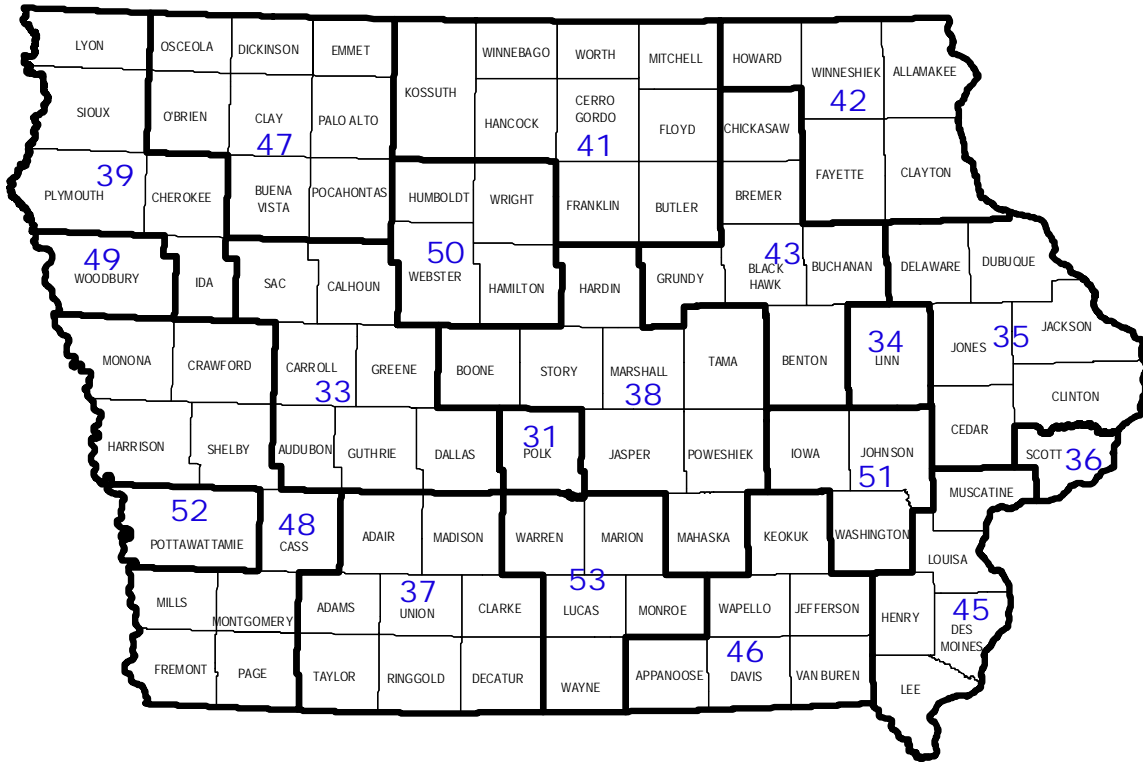 LYON
OSCEOLA
DICKINSON
EMMET
WINNEBAGO
WORTH
MITCHELL
HOWARD
WINNESHIEK
ALLAMAKEE
KOSSUTH
42
SIOUX
O'BRIEN
CLAY
47
PALO ALTO
HANCOCK
CERRO
GORDO
41
FLOYD
CHICKASAW
39
PLYMOUTH
CHEROKEE
BUENA
VISTA
POCAHONTAS
HUMBOLDT
WRIGHT
FRANKLIN
BUTLER
BREMER
FAYETTE
CLAYTON
49
WOODBURY
IDA
SAC
CALHOUN
50
WEBSTER
HAMILTON
HARDIN
GRUNDY
43
BLACK
HAWK
BUCHANAN
DELAWARE
DUBUQUE
MONONA
CRAWFORD
CARROLL
33
GREENE
BOONE
STORY
MARSHALL
38
TAMA
BENTON
34
LINN
JONES
35
JACKSON
CLINTON
HARRISON
SHELBY
AUDUBON
GUTHRIE
DALLAS
31
POLK
JASPER
POWESHIEK
IOWA
JOHNSON
51
CEDAR
SCOTT
36
MUSCATINE
52
POTTAWATTAMIE
48
CASS
ADAIR
MADISON
WARREN
MARION
MAHASKA
KEOKUK
WASHINGTON
LOUISA
MILLS
MONTGOMERY
ADAMS
37
UNION
CLARKE
53
LUCAS
MONROE
WAPELLO
JEFFERSON
HENRY
45
DES
MOINES
FREMONT
PAGE
TAYLOR
RINGGOLD
DECATUR
WAYNE
APPANOOSE
46
DAVIS
VAN BUREN
LEE